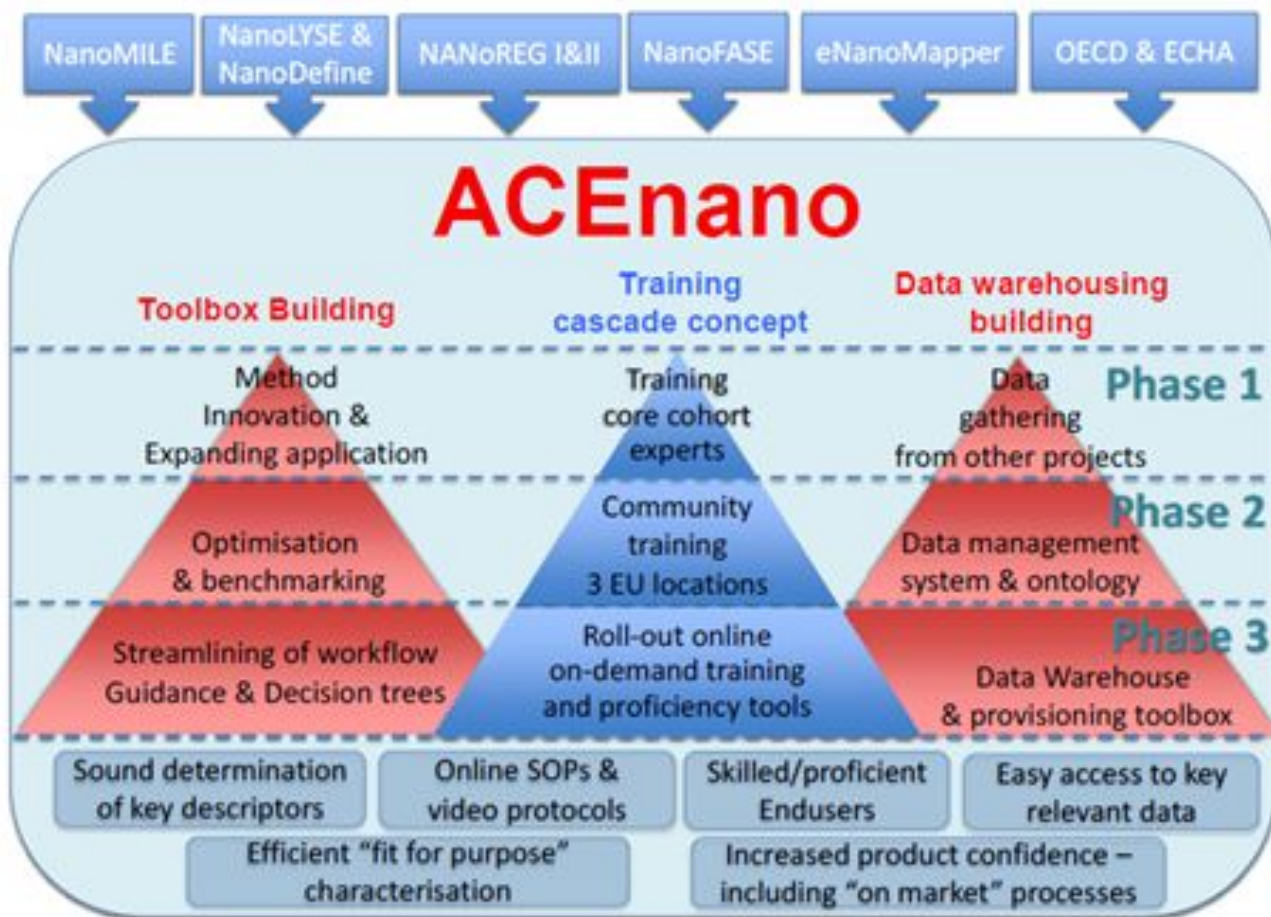 NanoMILE
NanoLYSE &
NanoDefine
NANoREG I&II
NanoFASE
eNanoMapper
OECD & ECHA
ACEnano
Toolbox Building
Training
cascade concept
Data warehousing
building
Phase 1
Method
Innovation &
Expanding application
Training
core cohort
experts
Data
gathering
from other projects
Phase 2
Optimisation
& benchmarking
Community
training
3 EU locations
Data management
system & ontology
Phase 3
Streamlining of workflow
Guidance & Decision trees
Roll-out online
on-demand training
and proficiency tools
Data Warehouse
& provisioning toolbox
Sound determination
of key descriptors
Online SOPs &
video protocols
Skilled/proficient
Endusers
Easy access to key
relevant data
Efficient “fit for purpose”
characterisation
Increased product confidence –
including “on market” processes